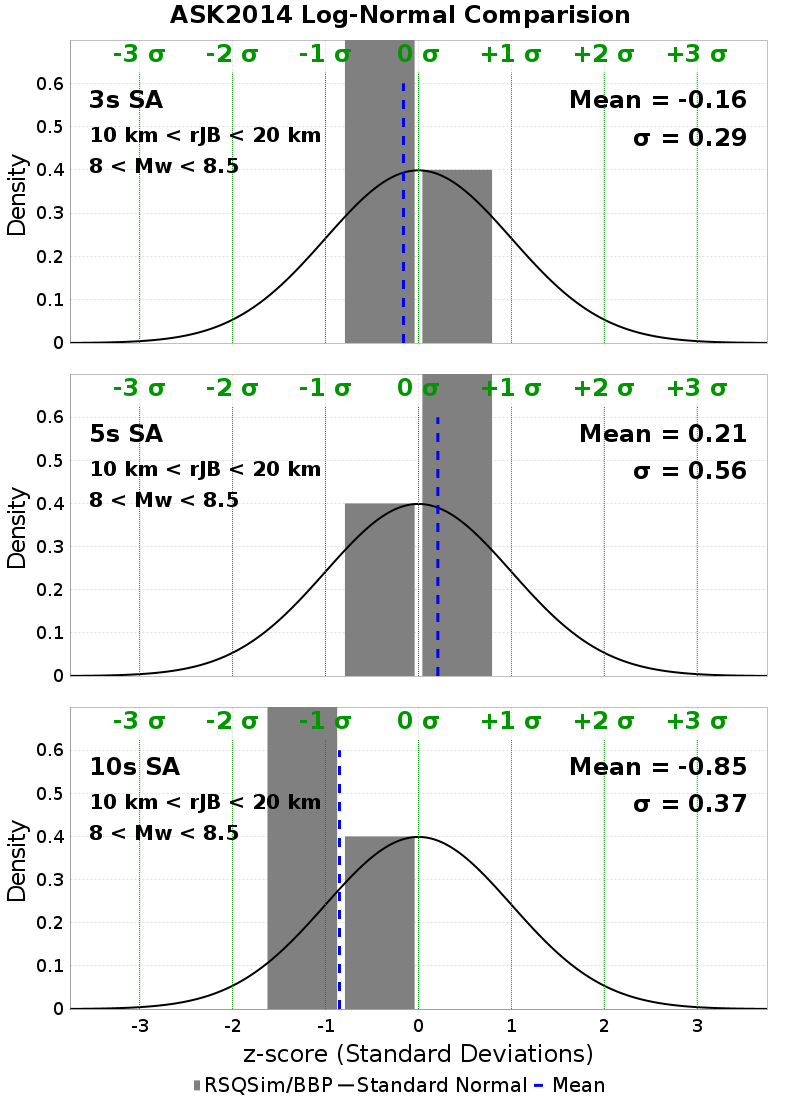 ASK2014 Log-Normal Comparision
-3 σ -2 σ -1 σ 0 σ +1 σ +2 σ +3 σ
0.6
0.5
0.4
0.3
0.2
0.1
0
Density
3s SA
10 km < rJB < 20 km
8 < Mw < 8.5
Mean = -0.16
σ = 0.29
-3 σ -2 σ -1 σ 0 σ +1 σ +2 σ +3 σ
0.6
0.5
0.4
0.3
0.2
0.1
0
Density
5s SA
10 km < rJB < 20 km
8 < Mw < 8.5
Mean = 0.21
σ = 0.56
-3 σ -2 σ -1 σ 0 σ +1 σ +2 σ +3 σ
0.6
0.5
0.4
0.3
0.2
0.1
0
Density
10s SA
10 km < rJB < 20 km
8 < Mw < 8.5
Mean = -0.85
σ = 0.37
-3 -2 -1 0 1 2 3
z-score (Standard Deviations)
RSQSim/BBP Standard Normal Mean